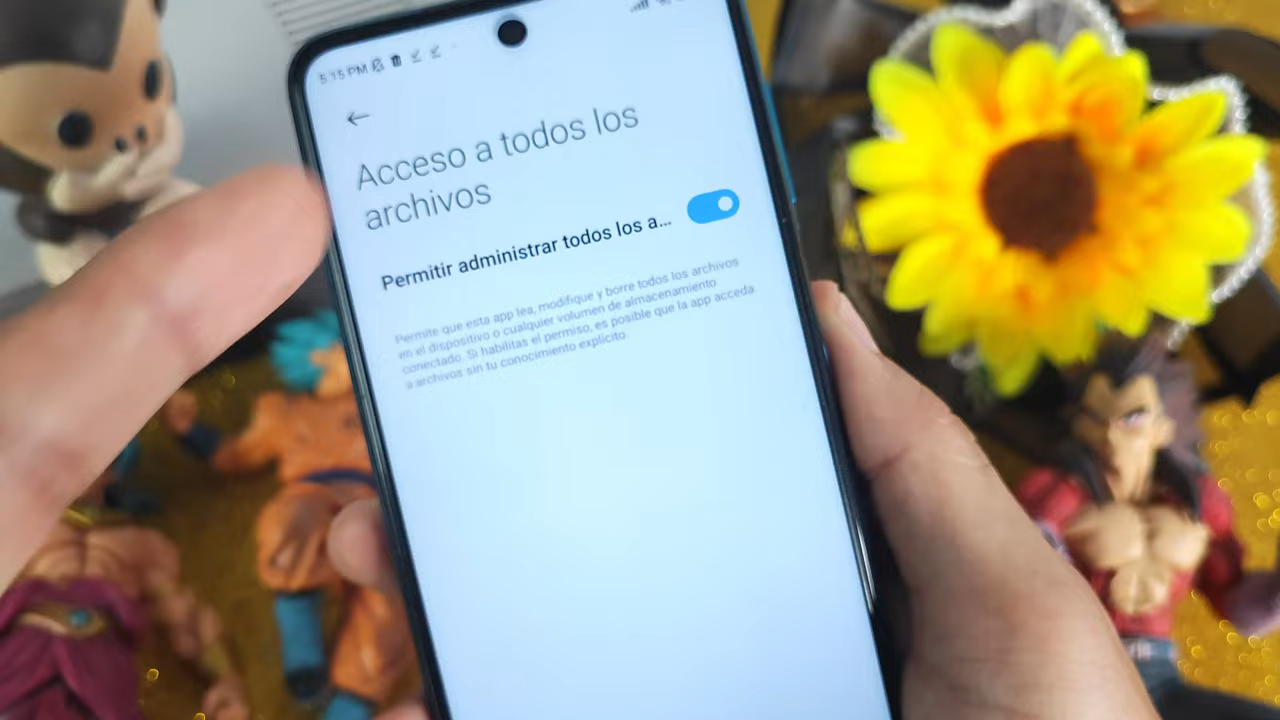 5:15 PM
Acceso a todos los
archivos
Permitir administrar todos los a...
Permite que esta app lea, modifique y borre todos los archivos
en el dispositivo o cualquier volumen de almacenamiento
conectado. Si habilitas el permiso, es posible que la app acceda
a archivos sin tu conocimiento explícito.